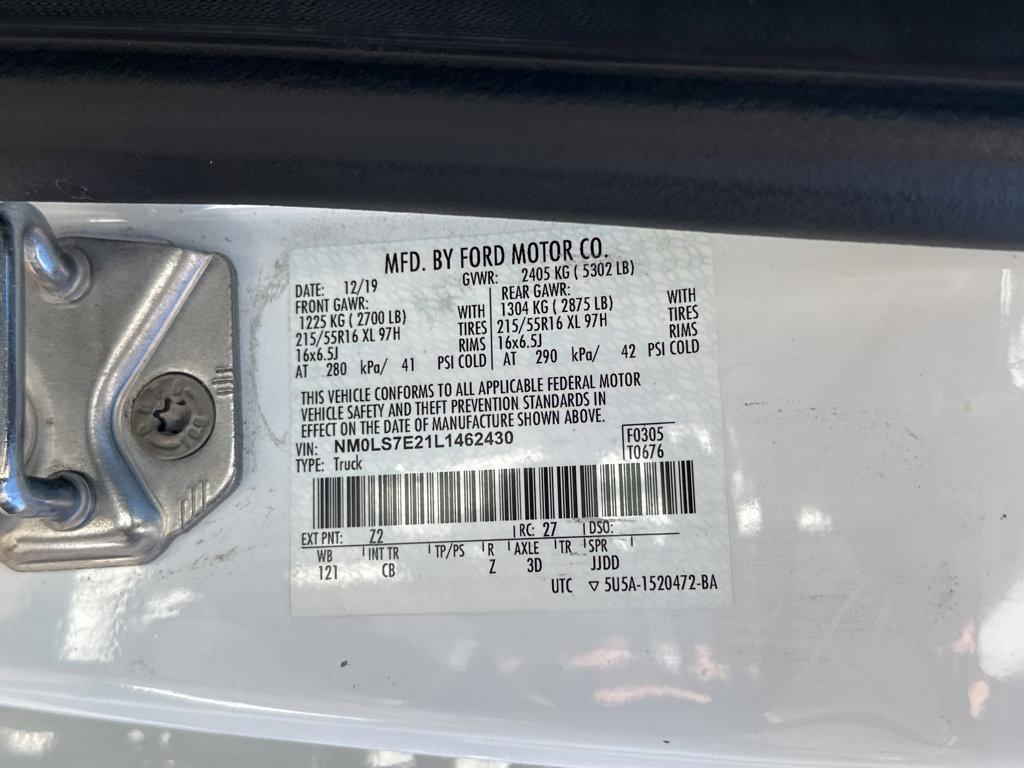 MFD. BY FORD MOTOR CO.
DATE: 12/19 GVWR: 2405 KG ( 5302 LB)
FRONT GAWR: REAR GAWR:
1225 KG ( 2700 LB) WITH 1304 KG ( 2875 LB) WITH
215/55R16 XL 97H TIRES 215/55R16 XL 97H TIRES
16x6.5J RIMS 16x6.5J RIMS
AT 280 kPa/ 41 PSI COLD AT 290 kPa/ 42 PSI COLD
THIS VEHICLE CONFORMS TO ALL APPLICABLE FEDERAL MOTOR
VEHICLE SAFETY AND THEFT PREVENTION STANDARDS IN
EFFECT ON THE DATE OF MANUFACTURE SHOWN ABOVE.
VIN: NM0LS7E21L1462430 F0305
TYPE: Truck T0676
EXT PNT: Z2 RC: 27 DSO:
WB INT TR TP/PS R AXLE TR SPR
121 CB Z 3D JJDD
UTC ▽ 5U5A-1520472-BA